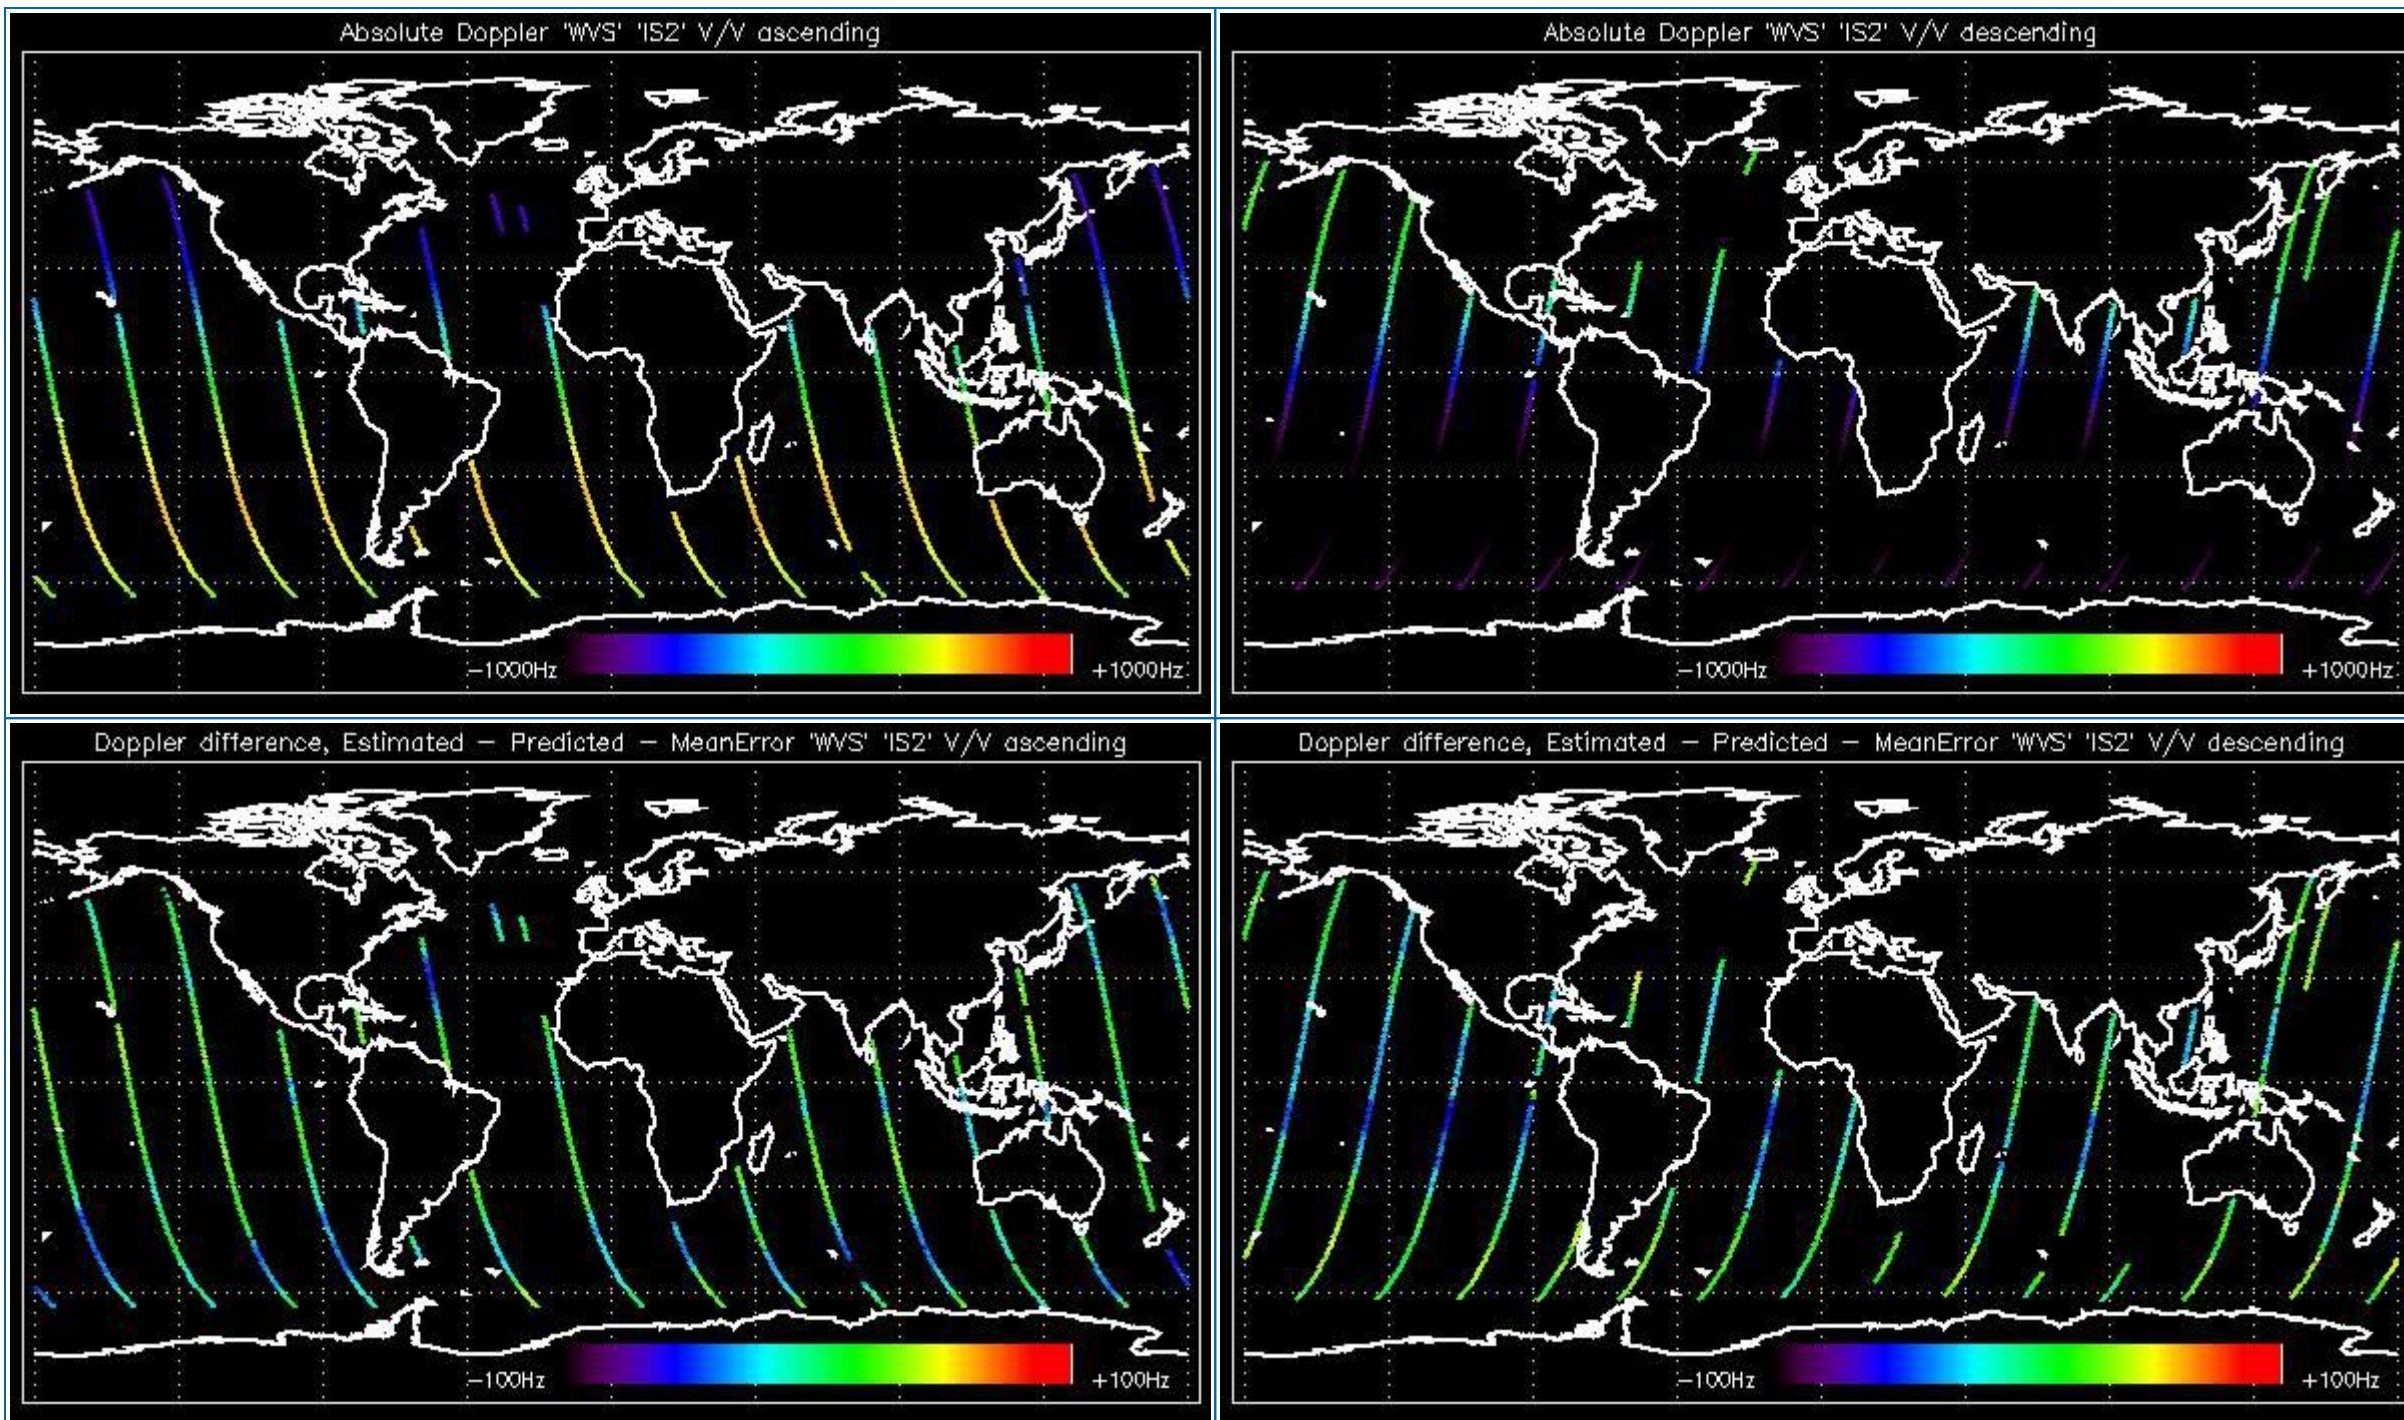 Absolute Doppler 'WVS' 'IS2' V/V ascending
-1000Hz
+1000Hz
Absolute Doppler 'WVS' 'IS2' V/V descending
-1000Hz
+1000Hz
Doppler difference, Estimated - Predicted - MeanError 'WVS' 'IS2' V/V ascending
-100Hz
+100Hz
Doppler difference, Estimated - Predicted - MeanError 'WVS' 'IS2' V/V descending
-100Hz
+100Hz